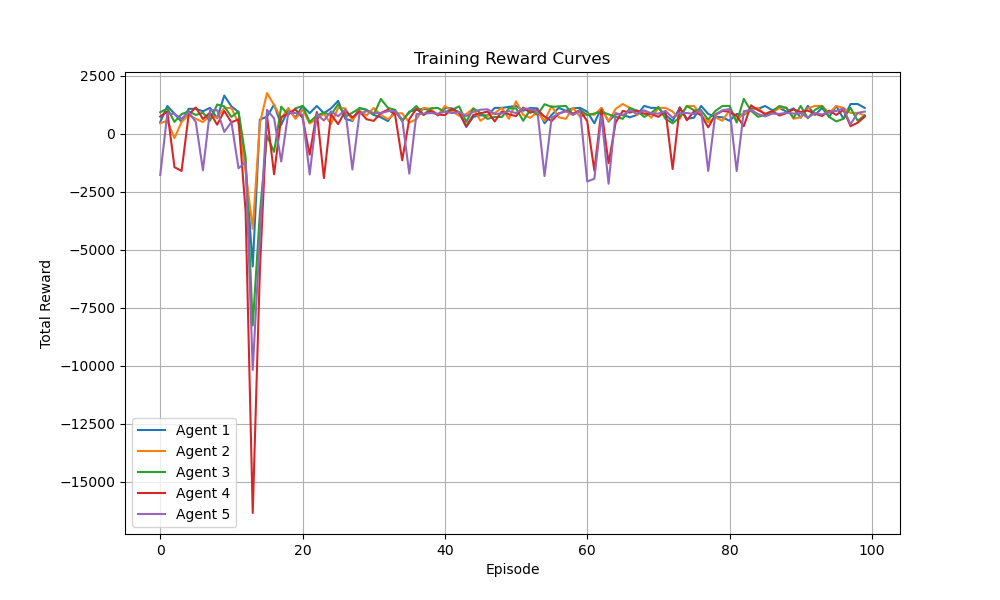 Training Reward Curves
2500
0
−2500
−5000
−7500
−10000
−12500
−15000
Total Reward
Agent 1
Agent 2
Agent 3
Agent 4
Agent 5
0 20 40 60 80 100
Episode